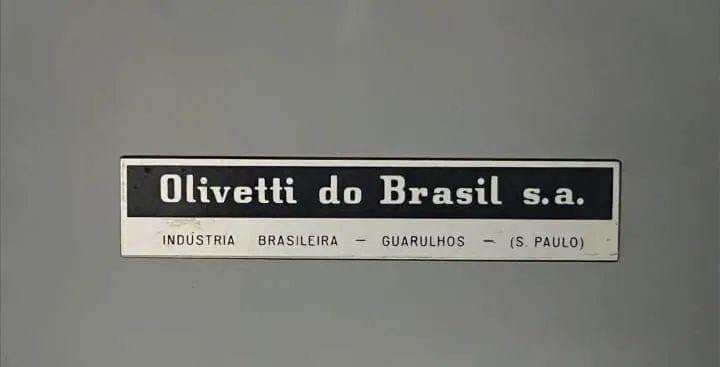 Olivetti do Brasil s.a.
INDÚSTRIA BRASILEIRA — GUARULHOS — (S. PAULO)